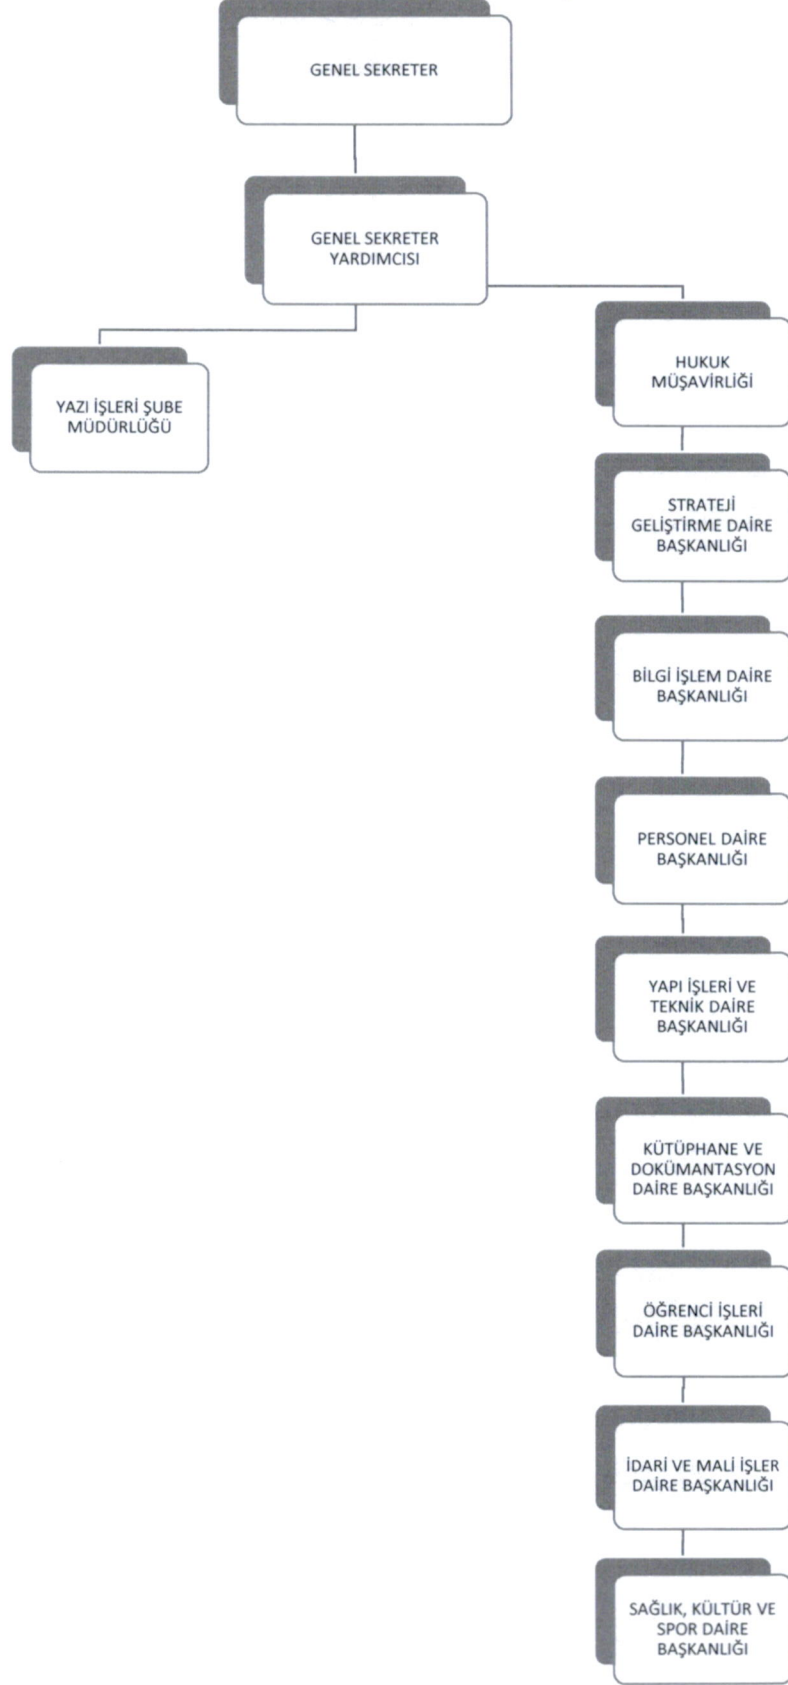 GENEL SEKRETER
GENEL SEKRETER
YARDIMCISI
YAZI İŞLERİ ŞUBE
MÜDÜRLÜĞÜ
HUKUK
MÜŞAVİRLİĞİ
STRATEJİ
GELİŞTİRME DAİRE
BAŞKANLIĞI
BİLGİ İŞLEM DAİRE
BAŞKANLIĞI
PERSONEL DAİRE
BAŞKANLIĞI
YAPI İŞLERİ VE
TEKNİK DAİRE
BAŞKANLIĞI
KÜTÜPHANE VE
DOKÜMANTASYON
DAİRE BAŞKANLIĞI
ÖĞRENCİ İŞLERİ
DAİRE BAŞKANLIĞI
İDARİ VE MALİ İŞLER
DAİRE BAŞKANLIĞI
SAĞLIK, KÜLTÜR VE
SPOR DAİRE
BAŞKANLIĞI